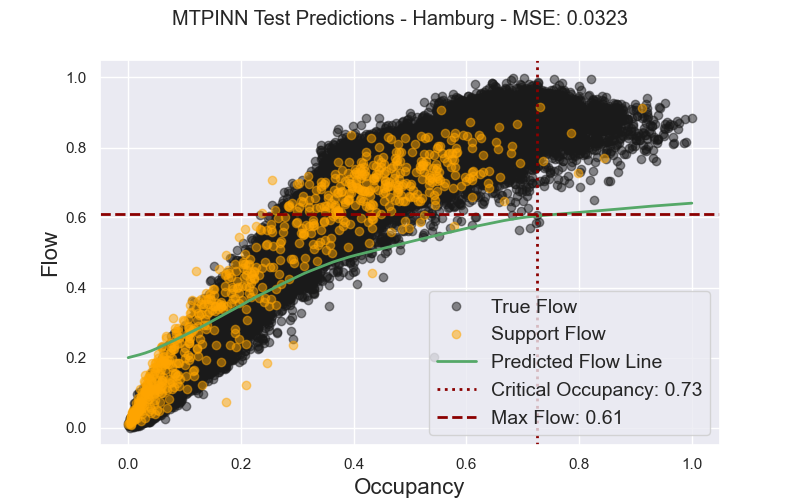 MTPINN Test Predictions - Hamburg - MSE: 0.0323
1.0
0.8
0.6
0.4
0.2
0.0
Flow
True Flow
Support Flow
Predicted Flow Line
Critical Occupancy: 0.73
Max Flow: 0.61
0.0 0.2 0.4 0.6 0.8 1.0
Occupancy